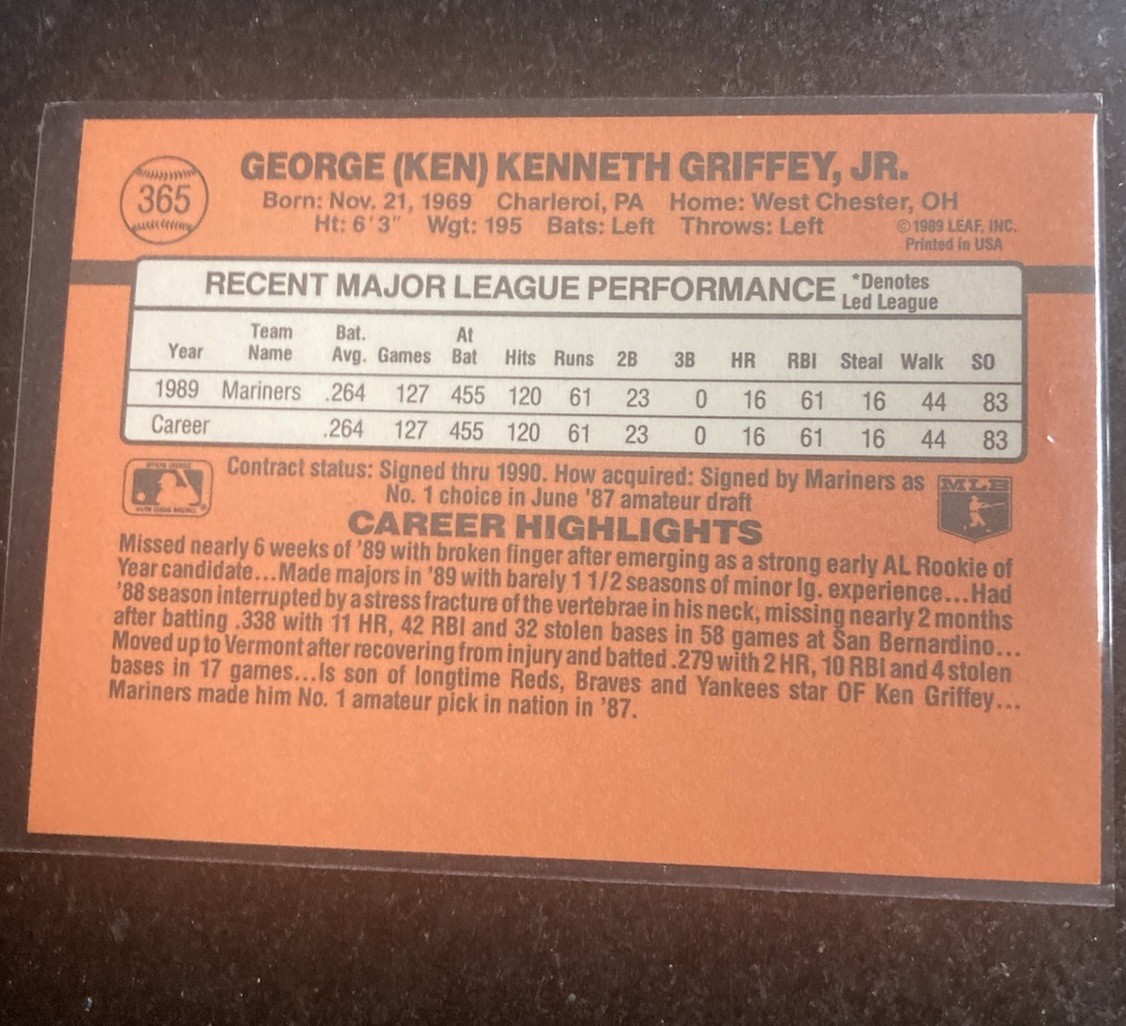 365
GEORGE (KEN) KENNETH GRIFFEY, JR.
Born: Nov. 21, 1969 Charleroi, PA Home: West Chester, OH
Ht: 6'3" Wgt: 195 Bats: Left Throws: Left
©1989 LEAF, INC.
Printed in USA
RECENT MAJOR LEAGUE PERFORMANCE *Denotes
Led League
Year Team Name Bat. Avg. Games At Bat Hits Runs 2B 3B HR RBI Steal Walk SO
1989 Mariners .264 127 455 120 61 23 0 16 61 16 44 83
Career .264 127 455 120 61 23 0 16 61 16 44 83
Contract status: Signed thru 1990. How acquired: Signed by Mariners as
No. 1 choice in June '87 amateur draft
MLB
CAREER HIGHLIGHTS
Missed nearly 6 weeks of '89 with broken finger after emerging as a strong early AL Rookie of
Year candidate...Made majors in '89 with barely 1 1/2 seasons of minor lg. experience...Had
'88 season interrupted by a stress fracture of the vertebrae in his neck, missing nearly 2 months
after batting .338 with 11 HR, 42 RBI and 32 stolen bases in 58 games at San Bernardino...
Moved up to Vermont after recovering from injury and batted .279 with 2 HR, 10 RBI and 4 stolen
bases in 17 games...Is son of longtime Reds, Braves and Yankees star OF Ken Griffey...
Mariners made him No. 1 amateur pick in nation in '87.